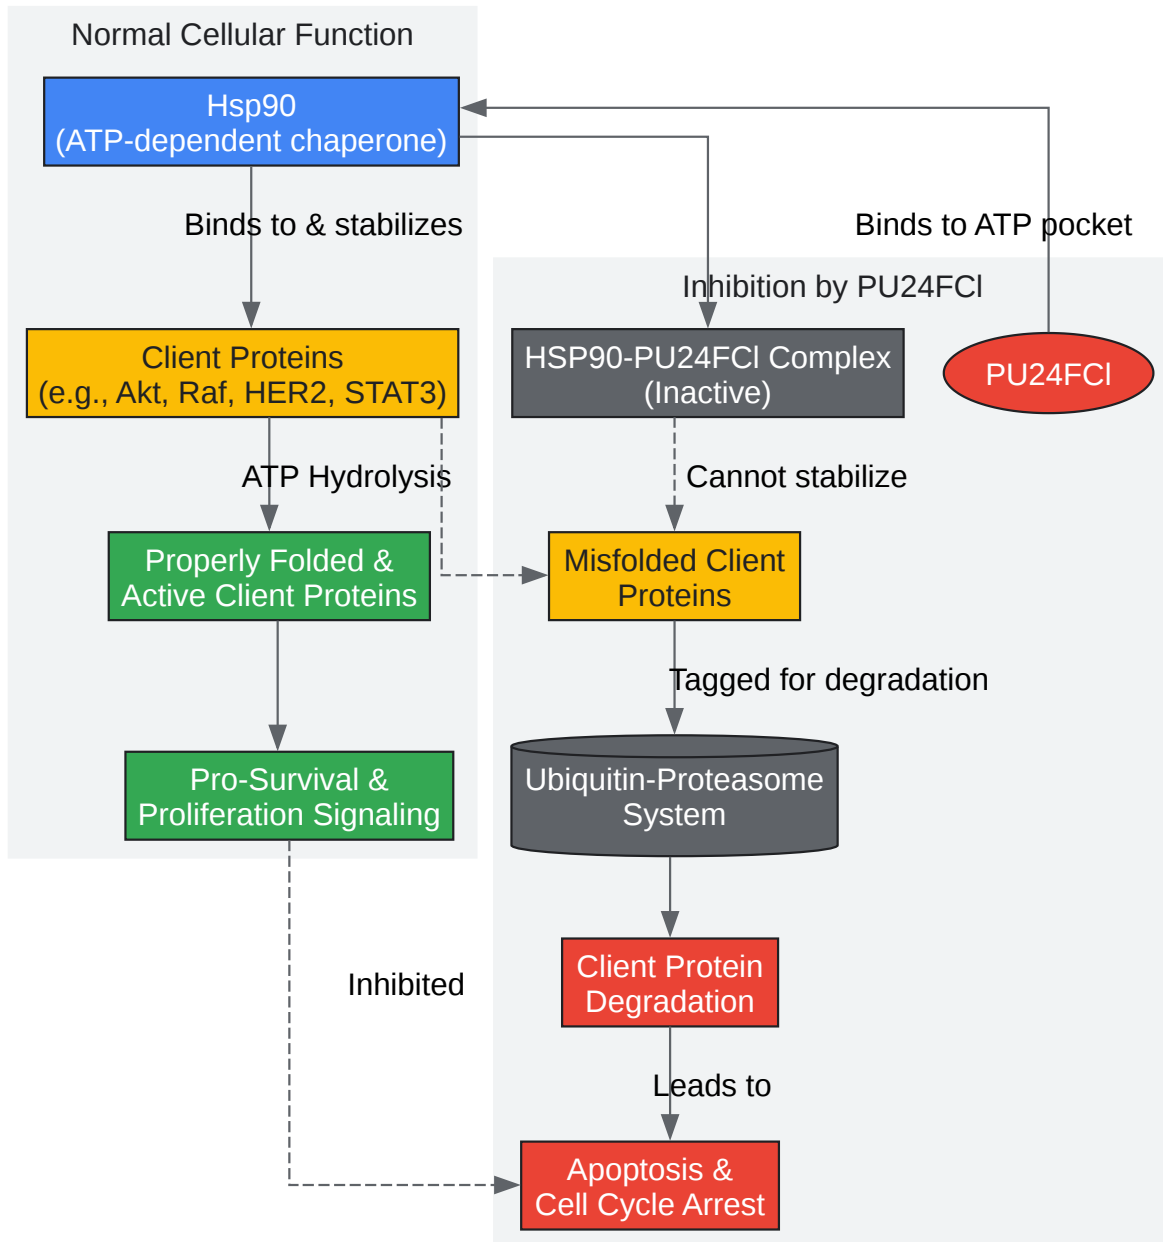 Normal Cellular Function
Hsp90
(ATP-dependent chaperone)
Binds to & stabilizes
Binds to ATP pocket
Inhibition by PU24FCl
Client Proteins
(e.g., Akt, Raf, HER2, STAT3)
HSP90-PU24FCl Complex
(Inactive)
PU24FCl
ATP Hydrolysis
Cannot stabilize
Properly Folded &
Active Client Proteins
Misfolded Client
Proteins
Tagged for degradation
Pro-Survival &
Proliferation Signaling
Ubiquitin-Proteasome
System
Client Protein
Degradation
Inhibited
Leads to
Apoptosis &
Cell Cycle Arrest